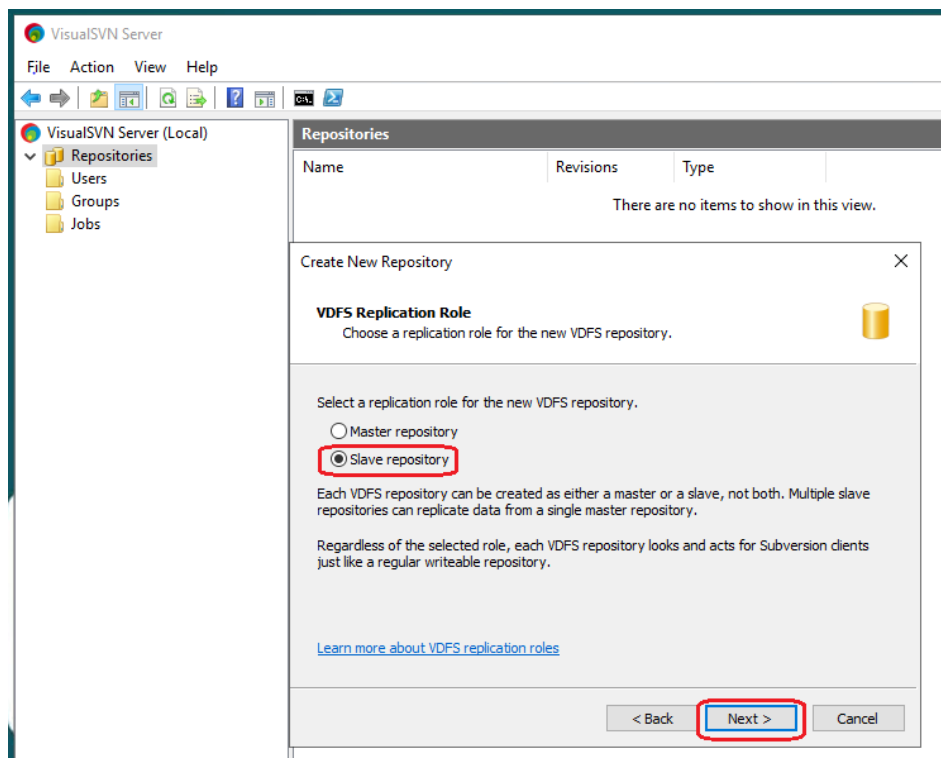 VisualSVN Server
File Action View Help
C:\.
VisualSVN Server (Local)
Repositories
Users
Groups
Jobs
Repositories
Name Revisions Type
There are no items to show in this view.
Create New Repository
VDFS Replication Role
Choose a replication role for the new VDFS repository.
Select a replication role for the new VDFS repository.
Master repository
Slave repository
Each VDFS repository can be created as either a master or a slave, not both. Multiple slave
repositories can replicate data from a single master repository.
Regardless of the selected role, each VDFS repository looks and acts for Subversion clients
just like a regular writeable repository.
Learn more about VDFS replication roles
< Back Next > Cancel